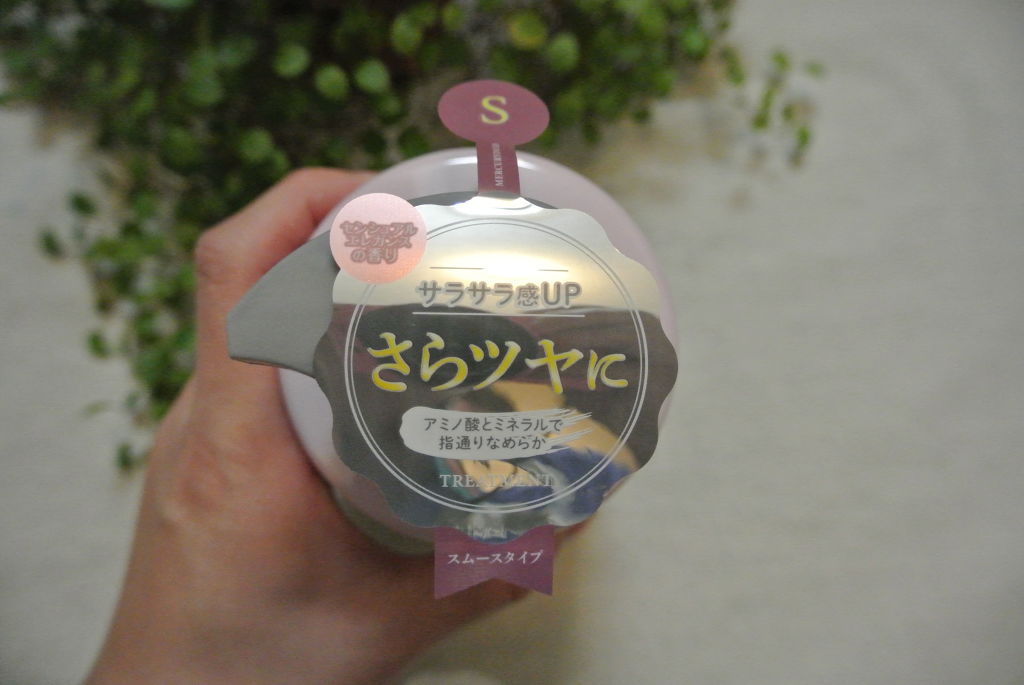 S
MERCURYDUO
センシュアル
エレガンス
の香り
サラサラ感UP
さらツヤに
アミノ酸とミネラルで
指通りなめらか
TREATMENT
スムースタイプ